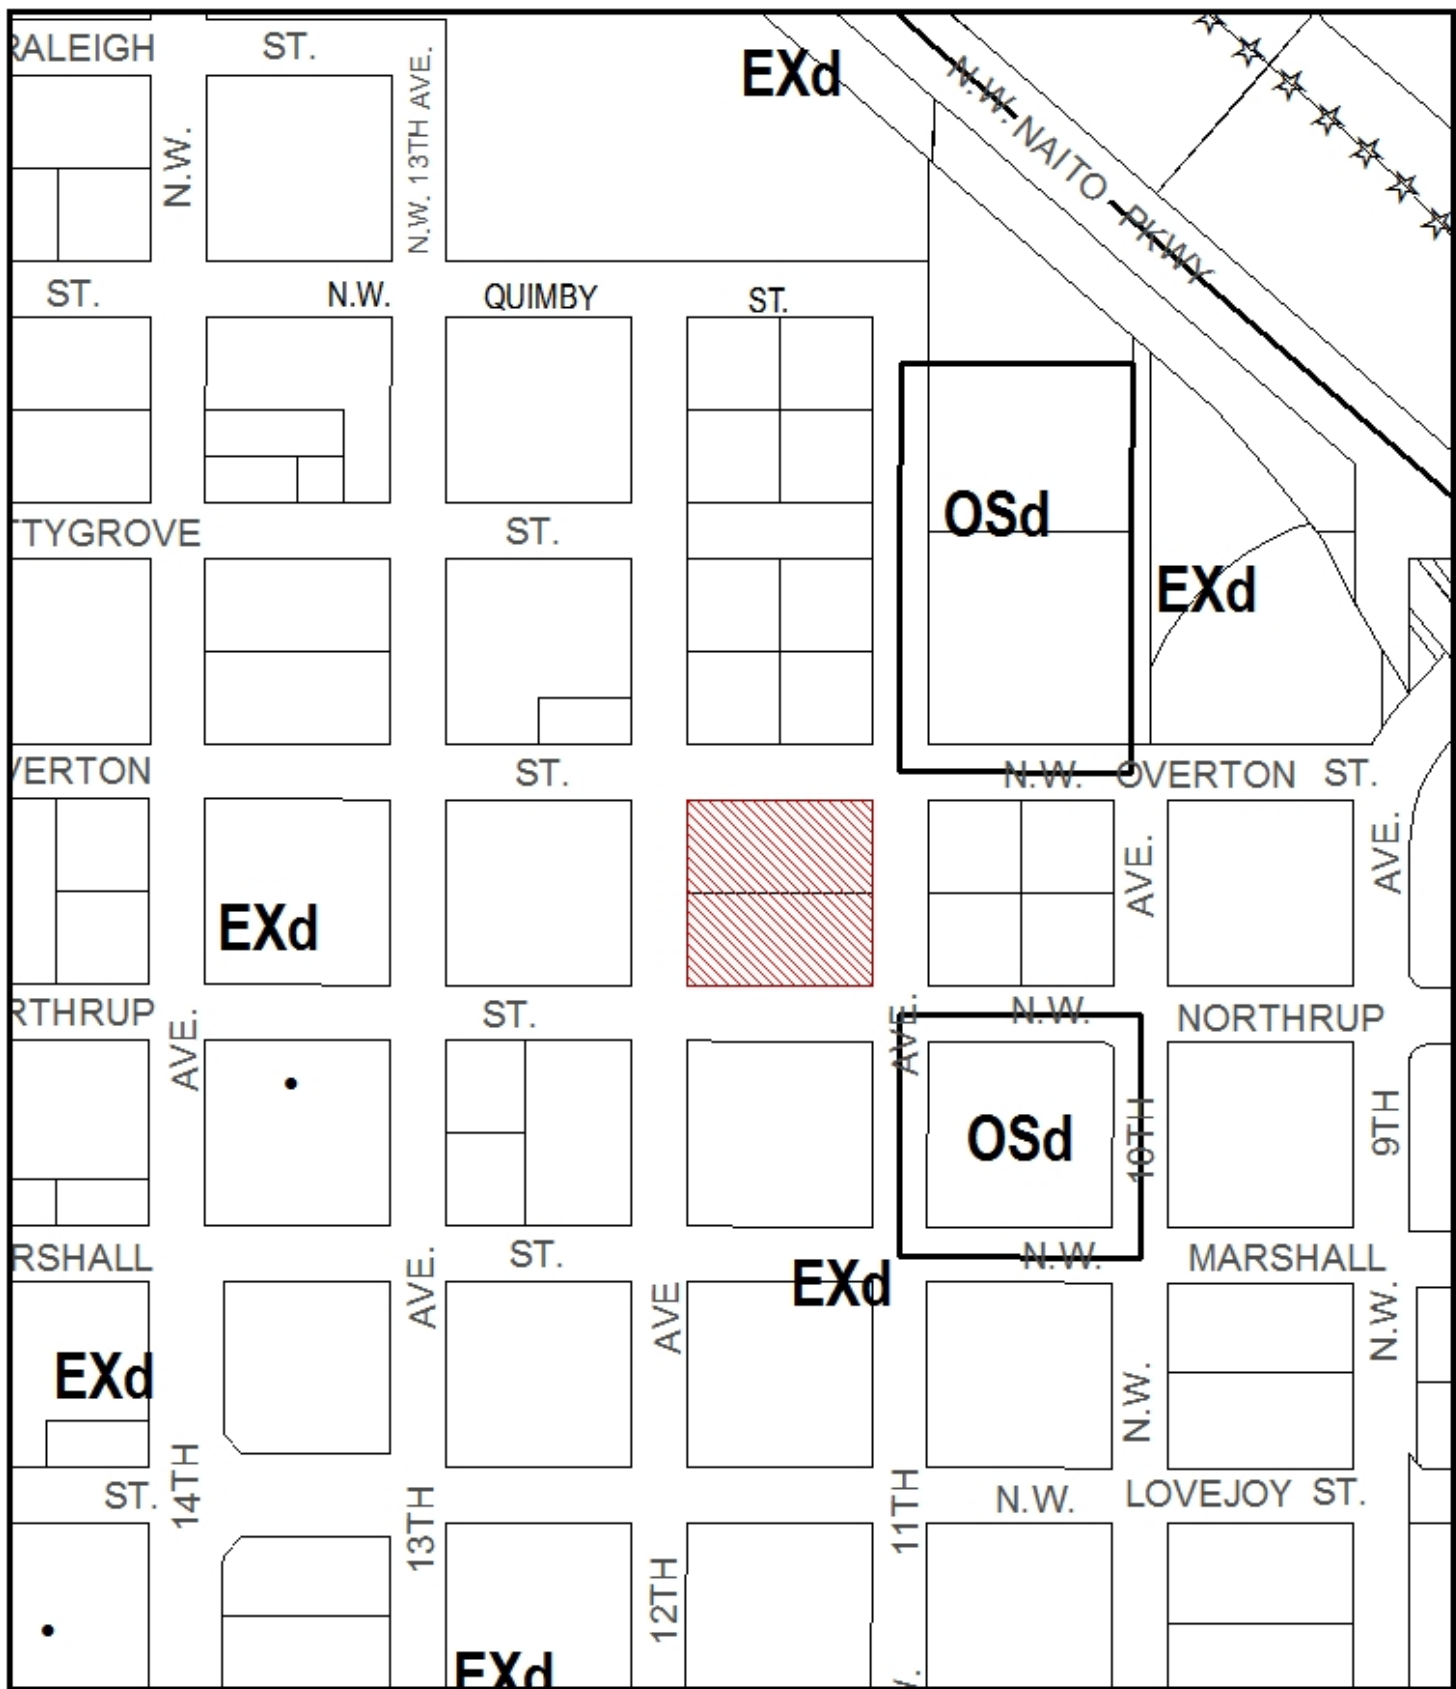 RALEIGH ST.
EXd
N.W. 13TH AVE.
N.W.
N.W. NAITO PKWY
ST. N.W. QUIMBY ST.
OSd
TTYGROVE ST.
EXd
VERTON ST. N.W. OVERTON ST.
AVE.
AVE.
EXd
RTHRUP ST. N.W. NORTHRUP
AVE.
AVE.
OSd
10TH
9TH
RSHALL ST. N.W. MARSHALL
AVE.
AVE
EXd
N.W.
EXd
N.W.
14TH
ST. N.W. LOVEJOY ST.
13TH
11TH
12TH
EXd